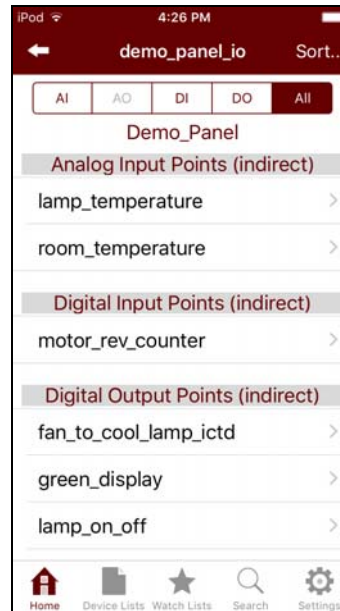 iPod 4:26 PM
demo_panel_io Sort..
AI AO DI DO All
Demo_Panel
Analog Input Points (indirect)
lamp_temperature
room_temperature
Digital Input Points (indirect)
motor_rev_counter
Digital Output Points (indirect)
fan_to_cool_lamp_ictd
green_display
lamp_on_off
Home Device Lists Watch Lists Search Settings